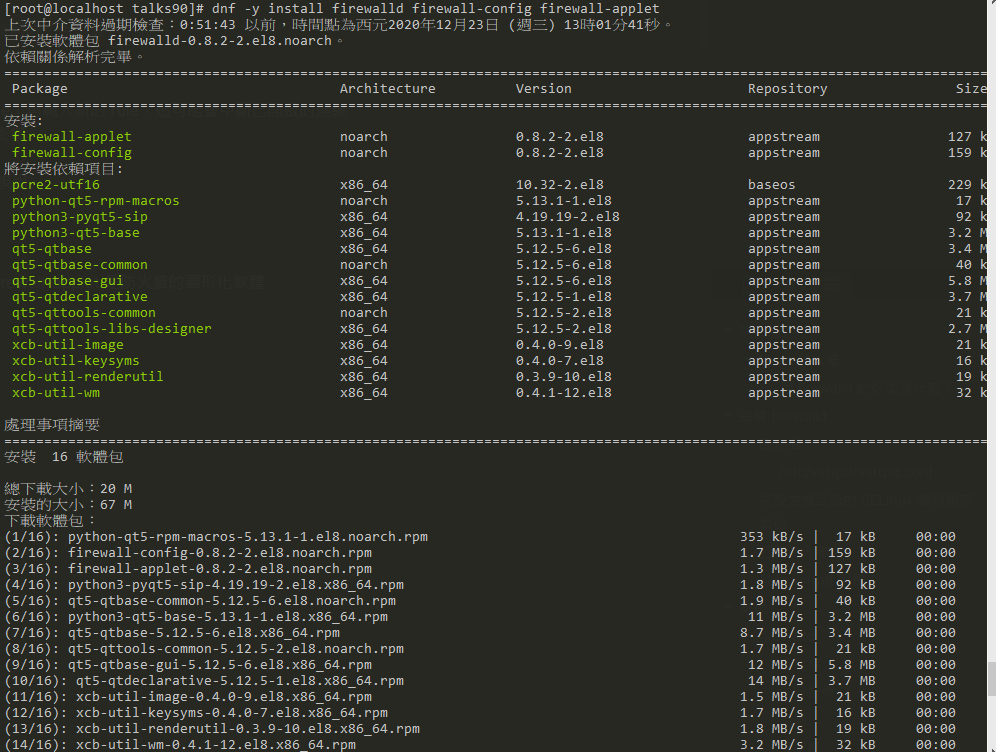 [root@localhost talks90]# dnf -y install firewalld firewall-config firewall-applet
上次中介資料過期檢查：0:51:43 以前，時間點為西元2020年12月23日 (週三) 13時01分41秒。
已安裝軟體包 firewalld-0.8.2-2.el8.noarch。
依賴關係解析完畢。
Package Architecture Version Repository Size
安裝:
firewall-applet noarch 0.8.2-2.el8 appstream 127 k
firewall-config noarch 0.8.2-2.el8 appstream 159 k
將安裝依賴項目:
pcre2-utf16 x86_64 10.32-2.el8 baseos 229 k
python-qt5-rpm-macros noarch 5.13.1-1.el8 appstream 17 k
python3-pyqt5-sip x86_64 4.19.19-2.el8 appstream 92 k
python3-qt5-base x86_64 5.13.1-1.el8 appstream 3.2 M
qt5-qtbase x86_64 5.12.5-6.el8 appstream 3.4 M
qt5-qtbase-common noarch 5.12.5-6.el8 appstream 40 k
qt5-qtbase-gui x86_64 5.12.5-6.el8 appstream 5.8 M
qt5-qtdeclarative x86_64 5.12.5-1.el8 appstream 3.7 M
qt5-qttools-common noarch 5.12.5-2.el8 appstream 21 k
qt5-qttools-libs-designer x86_64 5.12.5-2.el8 appstream 2.7 M
xcb-util-image x86_64 0.4.0-9.el8 appstream 21 k
xcb-util-keysyms x86_64 0.4.0-7.el8 appstream 16 k
xcb-util-renderutil x86_64 0.3.9-10.el8 appstream 19 k
xcb-util-wm x86_64 0.4.1-12.el8 appstream 32 k
處理事項摘要
安裝 16 軟體包
總下載大小：20 M
安裝的大小：67 M
下載軟體包：
(1/16): python-qt5-rpm-macros-5.13.1-1.el8.noarch.rpm 353 kB/s | 17 kB 00:00
(2/16): firewall-config-0.8.2-2.el8.noarch.rpm 1.7 MB/s | 159 kB 00:00
(3/16): firewall-applet-0.8.2-2.el8.noarch.rpm 1.3 MB/s | 127 kB 00:00
(4/16): python3-pyqt5-sip-4.19.19-2.el8.x86_64.rpm 1.8 MB/s | 92 kB 00:00
(5/16): qt5-qtbase-common-5.12.5-6.el8.noarch.rpm 1.9 MB/s | 40 kB 00:00
(6/16): python3-qt5-base-5.13.1-1.el8.x86_64.rpm 11 MB/s | 3.2 MB 00:00
(7/16): qt5-qtbase-5.12.5-6.el8.x86_64.rpm 8.7 MB/s | 3.4 MB 00:00
(8/16): qt5-qttools-common-5.12.5-2.el8.noarch.rpm 1.7 MB/s | 21 kB 00:00
(9/16): qt5-qtbase-gui-5.12.5-6.el8.x86_64.rpm 12 MB/s | 5.8 MB 00:00
(10/16): qt5-qtdeclarative-5.12.5-1.el8.x86_64.rpm 14 MB/s | 3.7 MB 00:00
(11/16): xcb-util-image-0.4.0-9.el8.x86_64.rpm 1.5 MB/s | 21 kB 00:00
(12/16): xcb-util-keysyms-0.4.0-7.el8.x86_64.rpm 1.7 MB/s | 16 kB 00:00
(13/16): xcb-util-renderutil-0.3.9-10.el8.x86_64.rpm 1.8 MB/s | 19 kB 00:00
(14/16): xcb-util-wm-0.4.1-12.el8.x86_64.rpm 3.2 MB/s | 32 kB 00:00